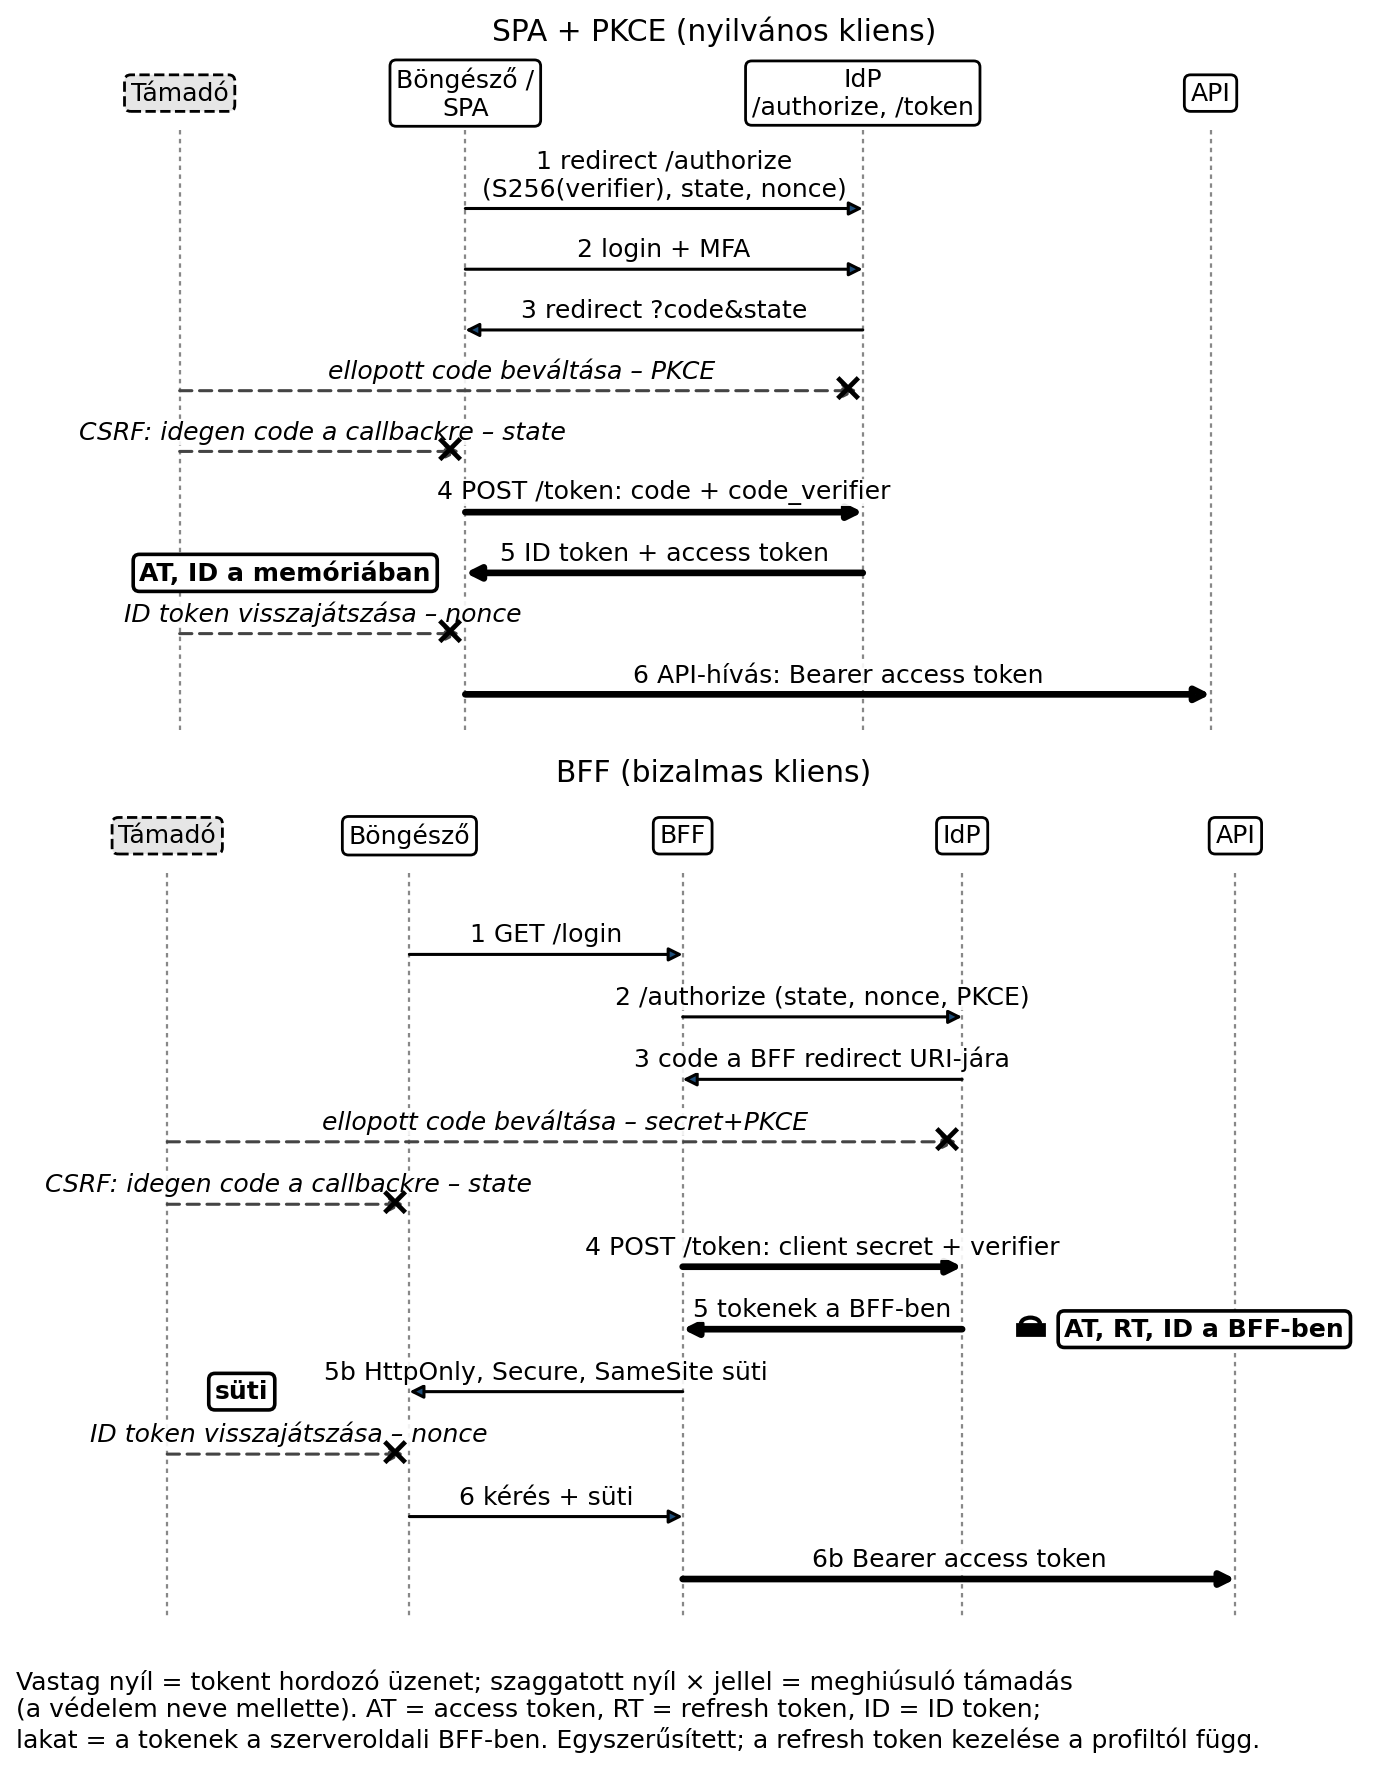 SPA + PKCE (nyilvános kliens)
Támadó
Böngésző /
SPA
IdP
/authorize, /token
API
1 redirect /authorize
(S256(verifier), state, nonce)
2 login + MFA
3 redirect ?code&state
ellopott code beváltása – PKCE
CSRF: idegen code a callbackre – state
4 POST /token: code + code_verifier
5 ID token + access token
AT, ID a memóriában
ID token visszajátszása – nonce
6 API-hívás: Bearer access token
BFF (bizalmas kliens)
Támadó
Böngésző
BFF
IdP
API
1 GET /login
2 /authorize (state, nonce, PKCE)
3 code a BFF redirect URI-jára
ellopott code beváltása – secret+PKCE
CSRF: idegen code a callbackre – state
4 POST /token: client secret + verifier
5 tokenek a BFF-ben
AT, RT, ID a BFF-ben
5b HttpOnly, Secure, SameSite süti
süti
ID token visszajátszása – nonce
6 kérés + süti
6b Bearer access token
Vastag nyíl = tokent hordozó üzenet; szaggatott nyíl × jellel = meghiúsuló támadás
(a védelem neve mellette). AT = access token, RT = refresh token, ID = ID token;
lakat = a tokenek a szerveroldali BFF-ben. Egyszerűsített; a refresh token kezelése a profiltól függ.